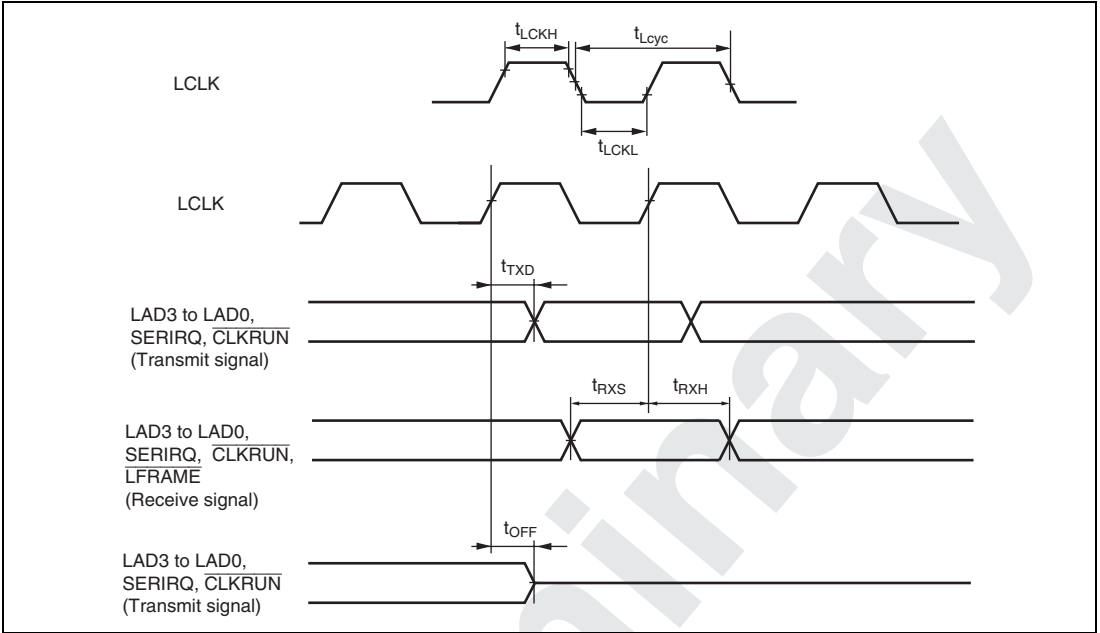 tLCKH
tLcyc
LCLK
tLCKL
LCLK
tTXD
LAD3 to LAD0,
SERIRQ, CLKRUN
(Transmit signal)
tRXS
tRXH
LAD3 to LAD0,
SERIRQ, CLKRUN,
LFRAME
(Receive signal)
tOFF
LAD3 to LAD0,
SERIRQ, CLKRUN
(Transmit signal)
inary